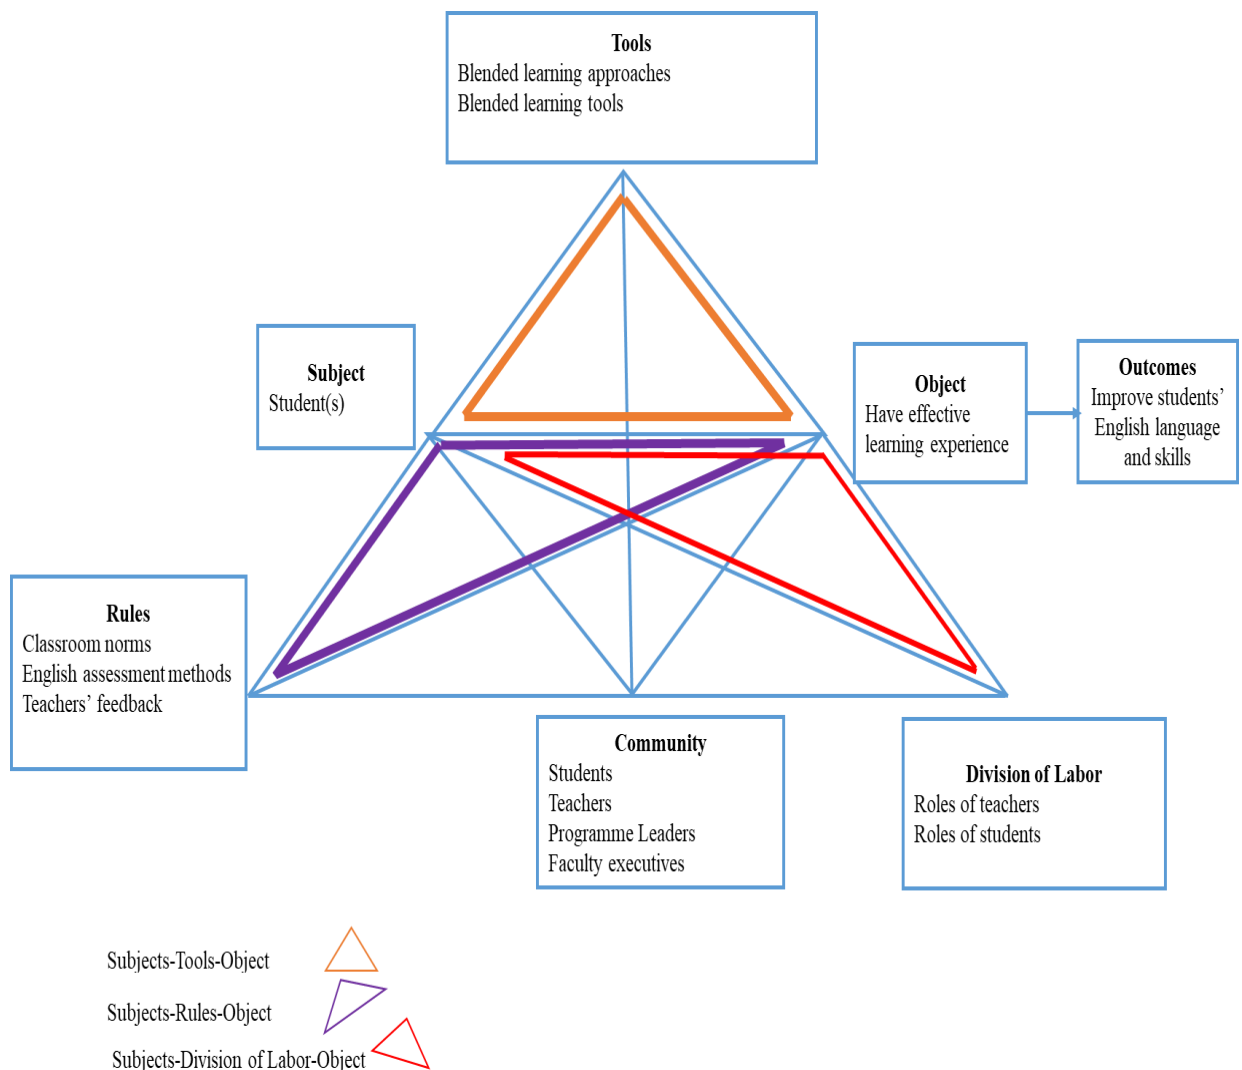 Tools
Blended learning approaches
Blended learning tools
Subject
Student(s)
Object
Have effective
learning experience
Outcomes
Improve students’
English language
and skills
Rules
Classroom norms
English assessment methods
Teachers’ feedback
Community
Students
Teachers
Programme Leaders
Faculty executives
Division of Labor
Roles of teachers
Roles of students
Subjects-Tools-Object
Subjects-Rules-Object
Subjects-Division of Labor-Object